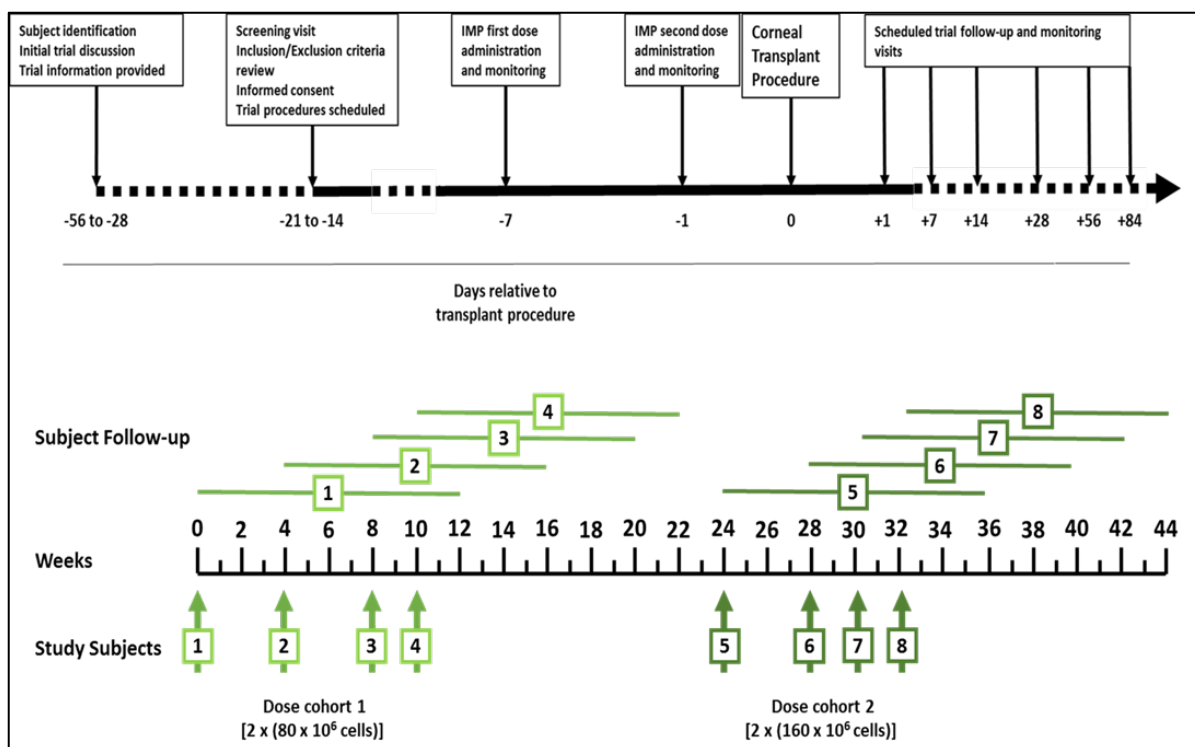 Subject identification
Initial trial discussion
Trial information provided
Screening visit
Inclusion/Exclusion criteria
review
Informed consent
Trial procedures scheduled
IMP first dose
administration
and monitoring
IMP second dose
administration
and monitoring
Corneal
Transplant
Procedure
Scheduled trial follow-up and monitoring
visits
-56 to -28 -21 to -14 -7 -1 0 +1 +7 +14 +28 +56 +84
Days relative to
transplant procedure
4 8
Subject Follow-up 3 7
2 6
1 5
0 2 4 6 8 10 12 14 16 18 20 22 24 26 28 30 32 34 36 38 40 42 44
Weeks
Study Subjects 1 2 3 4 5 6 7 8
Dose cohort 1
[2 x (80 x 10⁶ cells)]
Dose cohort 2
[2 x (160 x 10⁶ cells)]